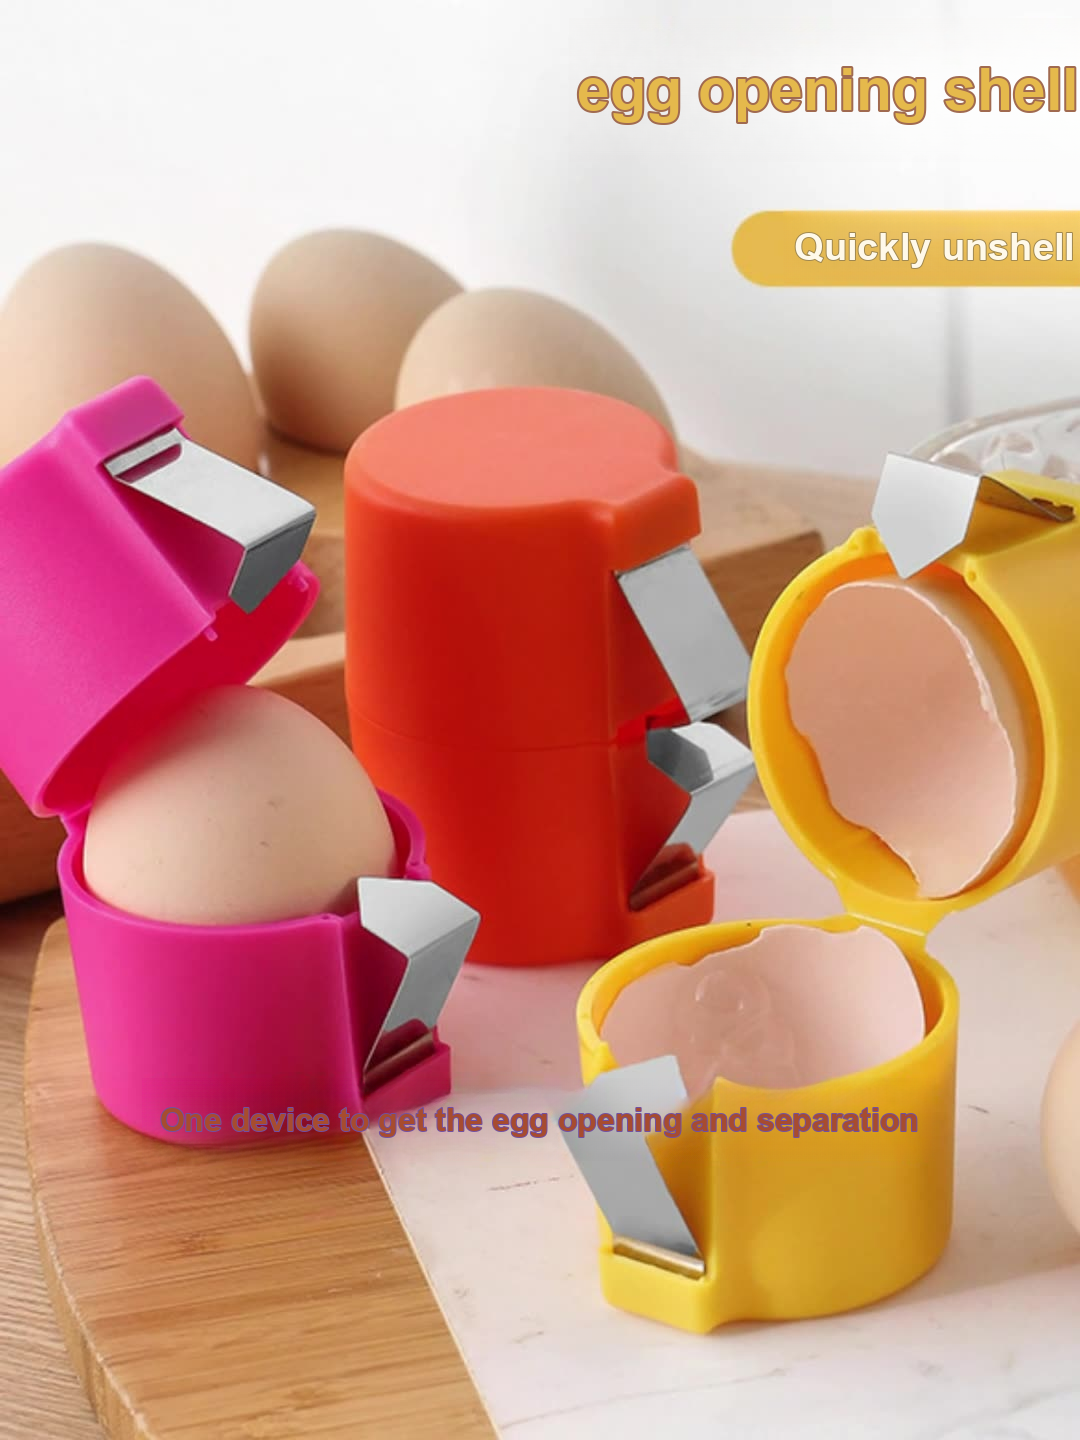 egg opening shell
Quickly unshell
One device to get the egg opening and separation